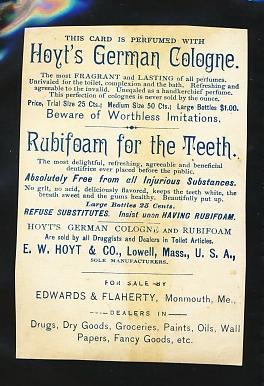 THIS CARD IS PERFUMED WITH
Hoyt's German Cologne.
The most FRAGRANT and LASTING of all perfumes.
Unrivaled for the toilet, complexion and the bath. Refreshing and
agreeable to the invalid. Unequaled as a handkerchief perfume.
This perfection of cologne is never sold by the ounce.
Price, Trial Size 25 Cts.; Medium Size 50 Cts.; Large Bottles $1.00.
Beware of Worthless Imitations.
Rubifoam for the Teeth.
The most delightful, refreshing, agreeable and beneficial
dentifrice ever placed before the public.
Absolutely Free from all Injurious Substances.
No grit, no acid, deliciously flavored, keeps the teeth white, the
breath sweet and the gums healthy. Beautifully put up.
Large Bottles 25 Cents.
REFUSE SUBSTITUTES. Insist upon HAVING RUBIFOAM.
HOYT'S GERMAN COLOGNE AND RUBIFOAM
Are sold by all Druggists and Dealers in Toilet Articles.
E. W. HOYT & CO., Lowell, Mass., U. S. A.,
SOLE MANUFACTURERS.
FOR SALE BY
EDWARDS & FLAHERTY, Monmouth, Me.,
DEALERS IN
Drugs, Dry Goods, Groceries, Paints, Oils, Wall
Papers, Fancy Goods, etc.